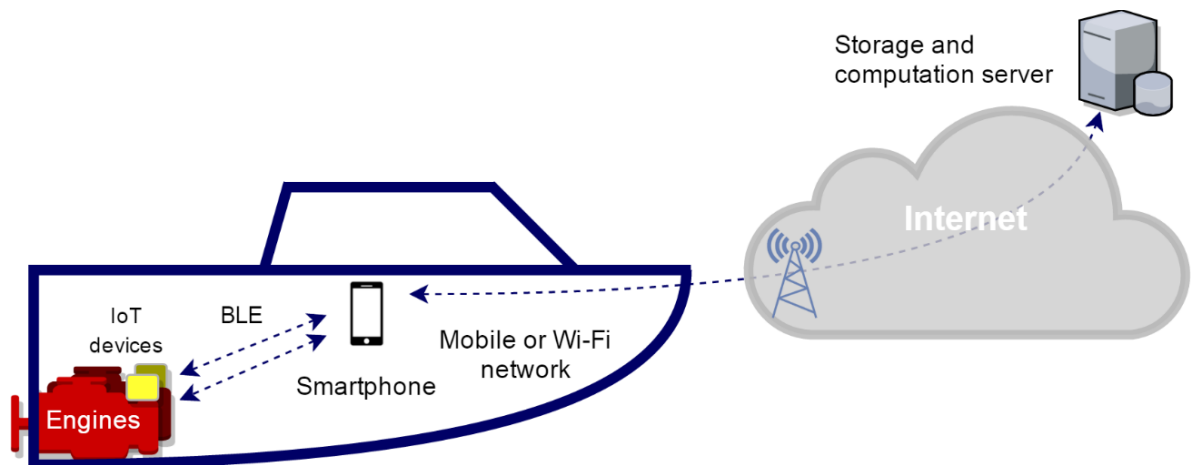 Storage and
computation server
Internet
IoT
devices
BLE
Mobile or Wi-Fi
network
Smartphone
Engines